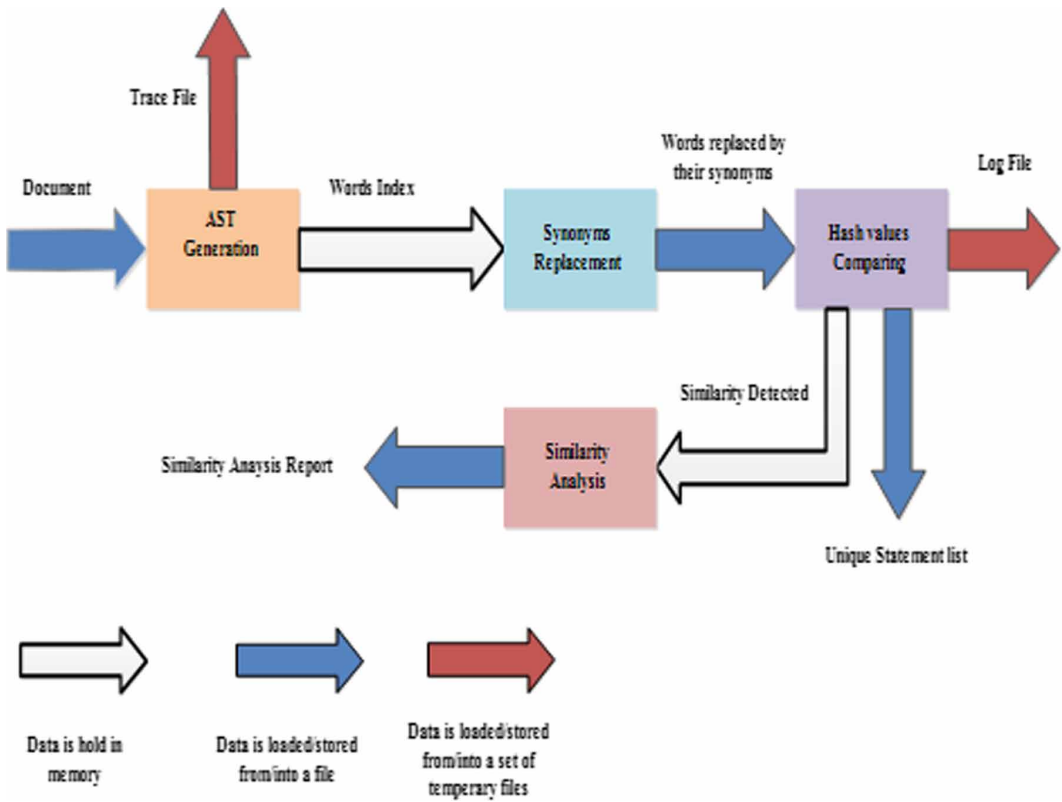 Trace File
Document
AST
Generation
Words Index
Synonyms
Replacement
Words replaced by
their synonyms
Hash values
Comparing
Log File
Similarity Detected
Similarity
Analysis
Similarity Anaysis Report
Unique Statement list
Data is hold in
memory
Data is loaded/stored
from/into a file
Data is loaded/stored
from/into a set of
temperary files